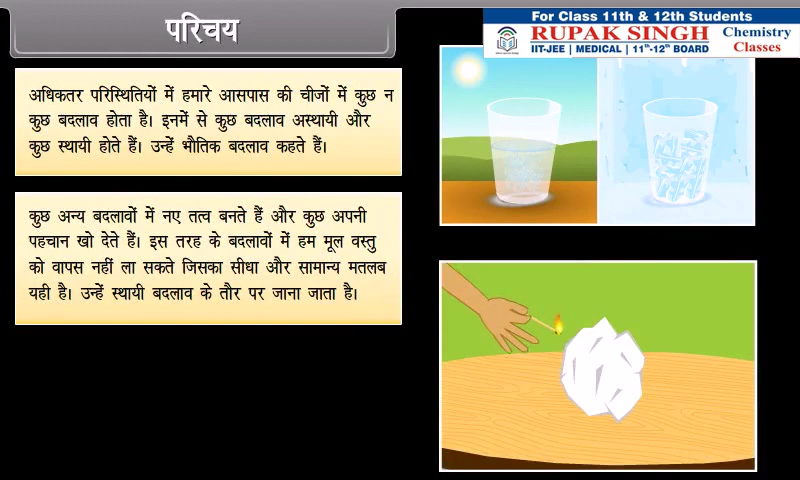 परिचय
For Class 11th & 12th Students
RUPAK SINGH
IIT-JEE | MEDICAL | 11th-12th BOARD
Chemistry
Classes
अधिकतर परिस्थितियों में हमारे आसपास की चीजों में कुछ न
कुछ बदलाव होता है। इनमें से कुछ बदलाव अस्थायी और
कुछ स्थायी होते हैं। उन्हें भौतिक बदलाव कहते हैं।
कुछ अन्य बदलावों में नए तत्व बनते हैं और कुछ अपनी
पहचान खो देते हैं। इस तरह के बदलावों में हम मूल वस्तु
को वापस नहीं ला सकते जिसका सीधा और सामान्य मतलब
यही है। उन्हें स्थायी बदलाव के तौर पर जाना जाता है।